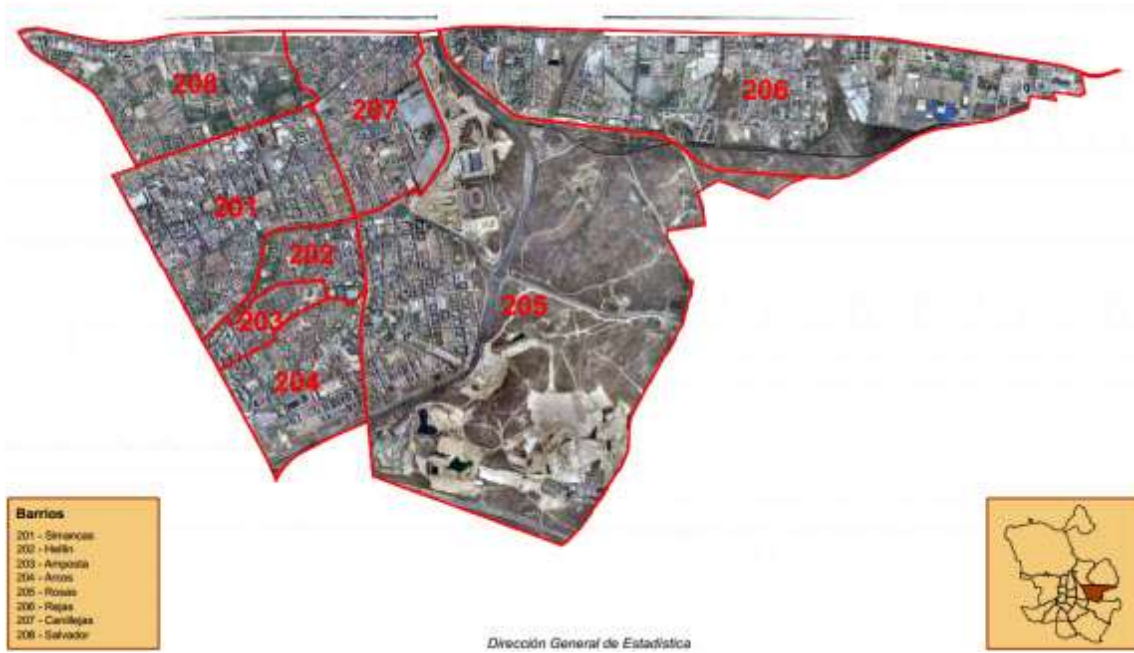 208
207
206
201
202
205
203
204
Barrios
201 - Simancas
202 - Hellín
203 - Amposta
204 - Arcos
205 - Rosas
206 - Rejas
207 - Canillejas
208 - Salvador
Dirección General de Estadística